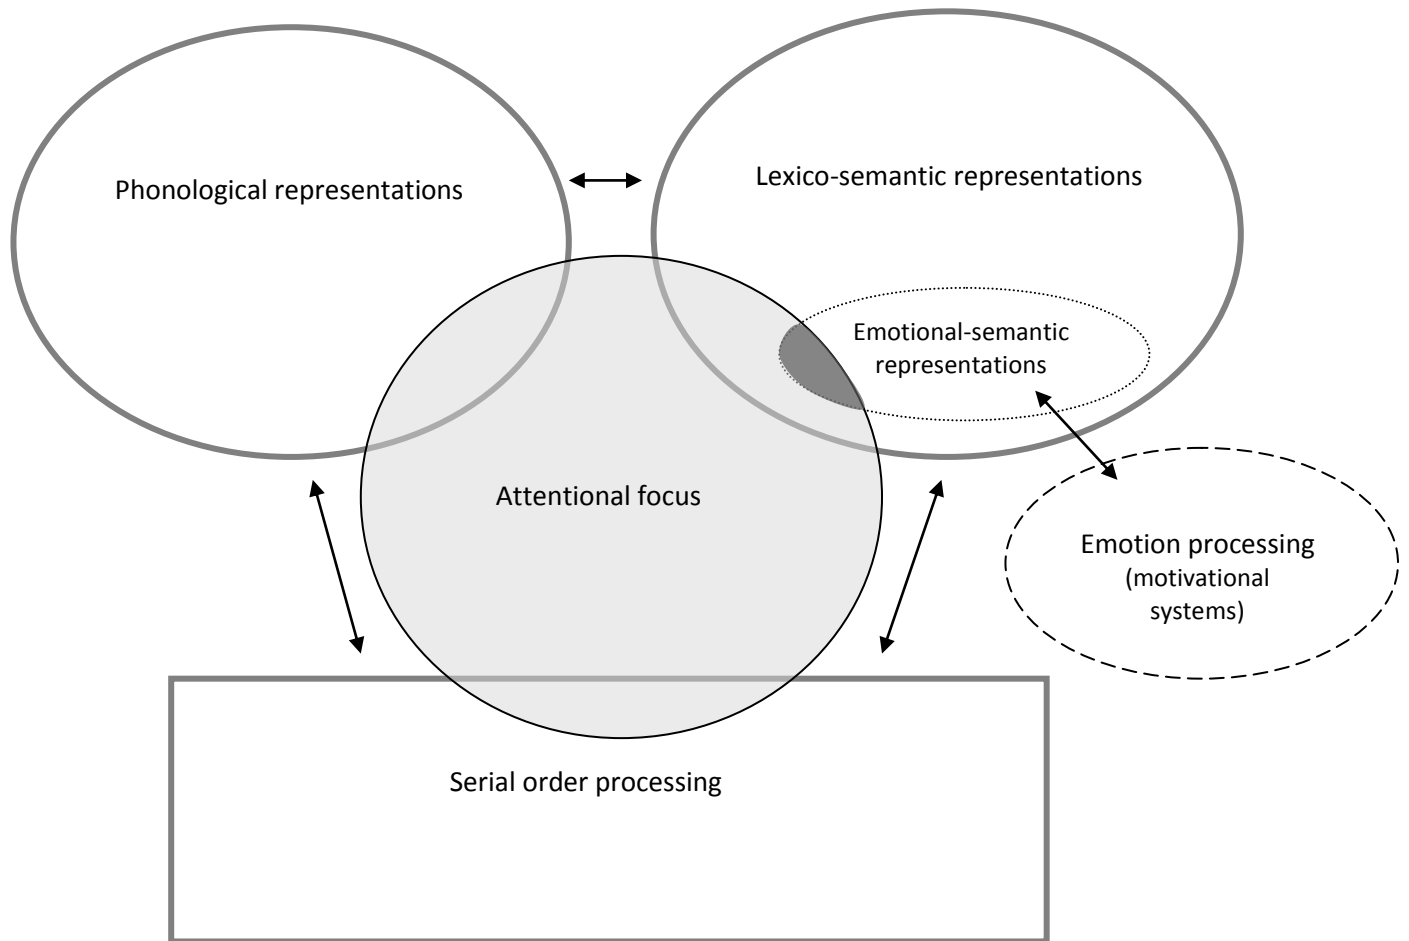 Phonological representations
Lexico-semantic representations
Emotional-semantic
representations
Attentional focus
Emotion processing
(motivational
systems)
Serial order processing